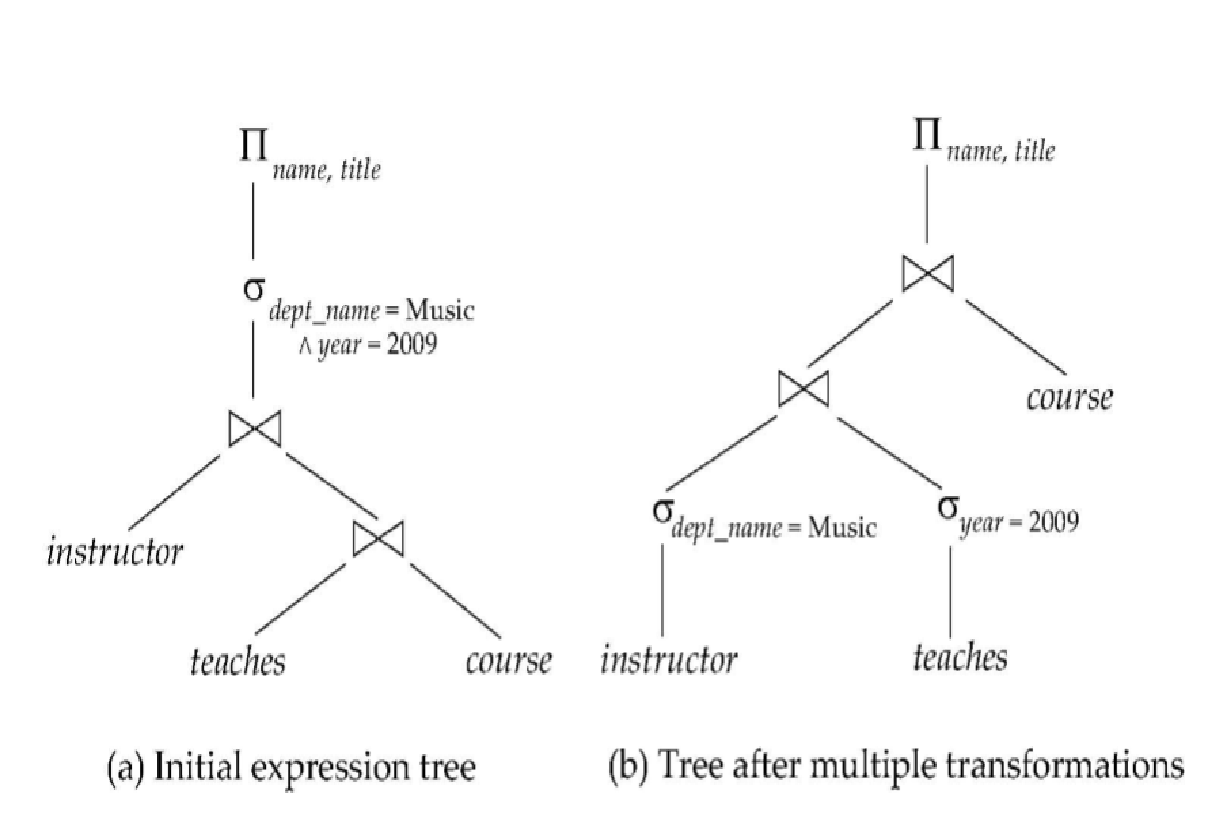 Π name, title
σ dept_name = Music
∧ year = 2009
⋈
instructor
⋈
teaches
course
(a) Initial expression tree
Π name, title
⋈
course
⋈
σ dept_name = Music
σ year = 2009
instructor
teaches
(b) Tree after multiple transformations